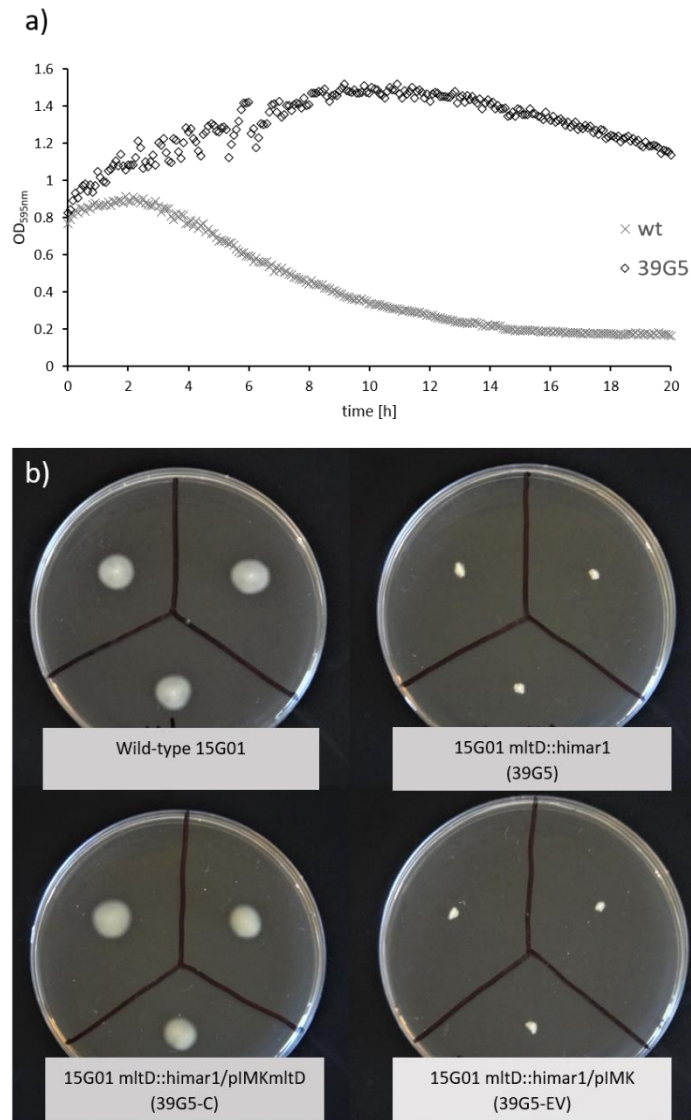 a)
1.6
1.4
1.2
1
0.8
0.6
0.4
0.2
0
OD595nm
wt
39G5
0 2 4 6 8 10 12 14 16 18 20
time [h]
b)
Wild-type 15G01
15G01 mltD::himar1
(39G5)
15G01 mltD::himar1/pIMKmltD
(39G5-C)
15G01 mltD::himar1/pIMK
(39G5-EV)